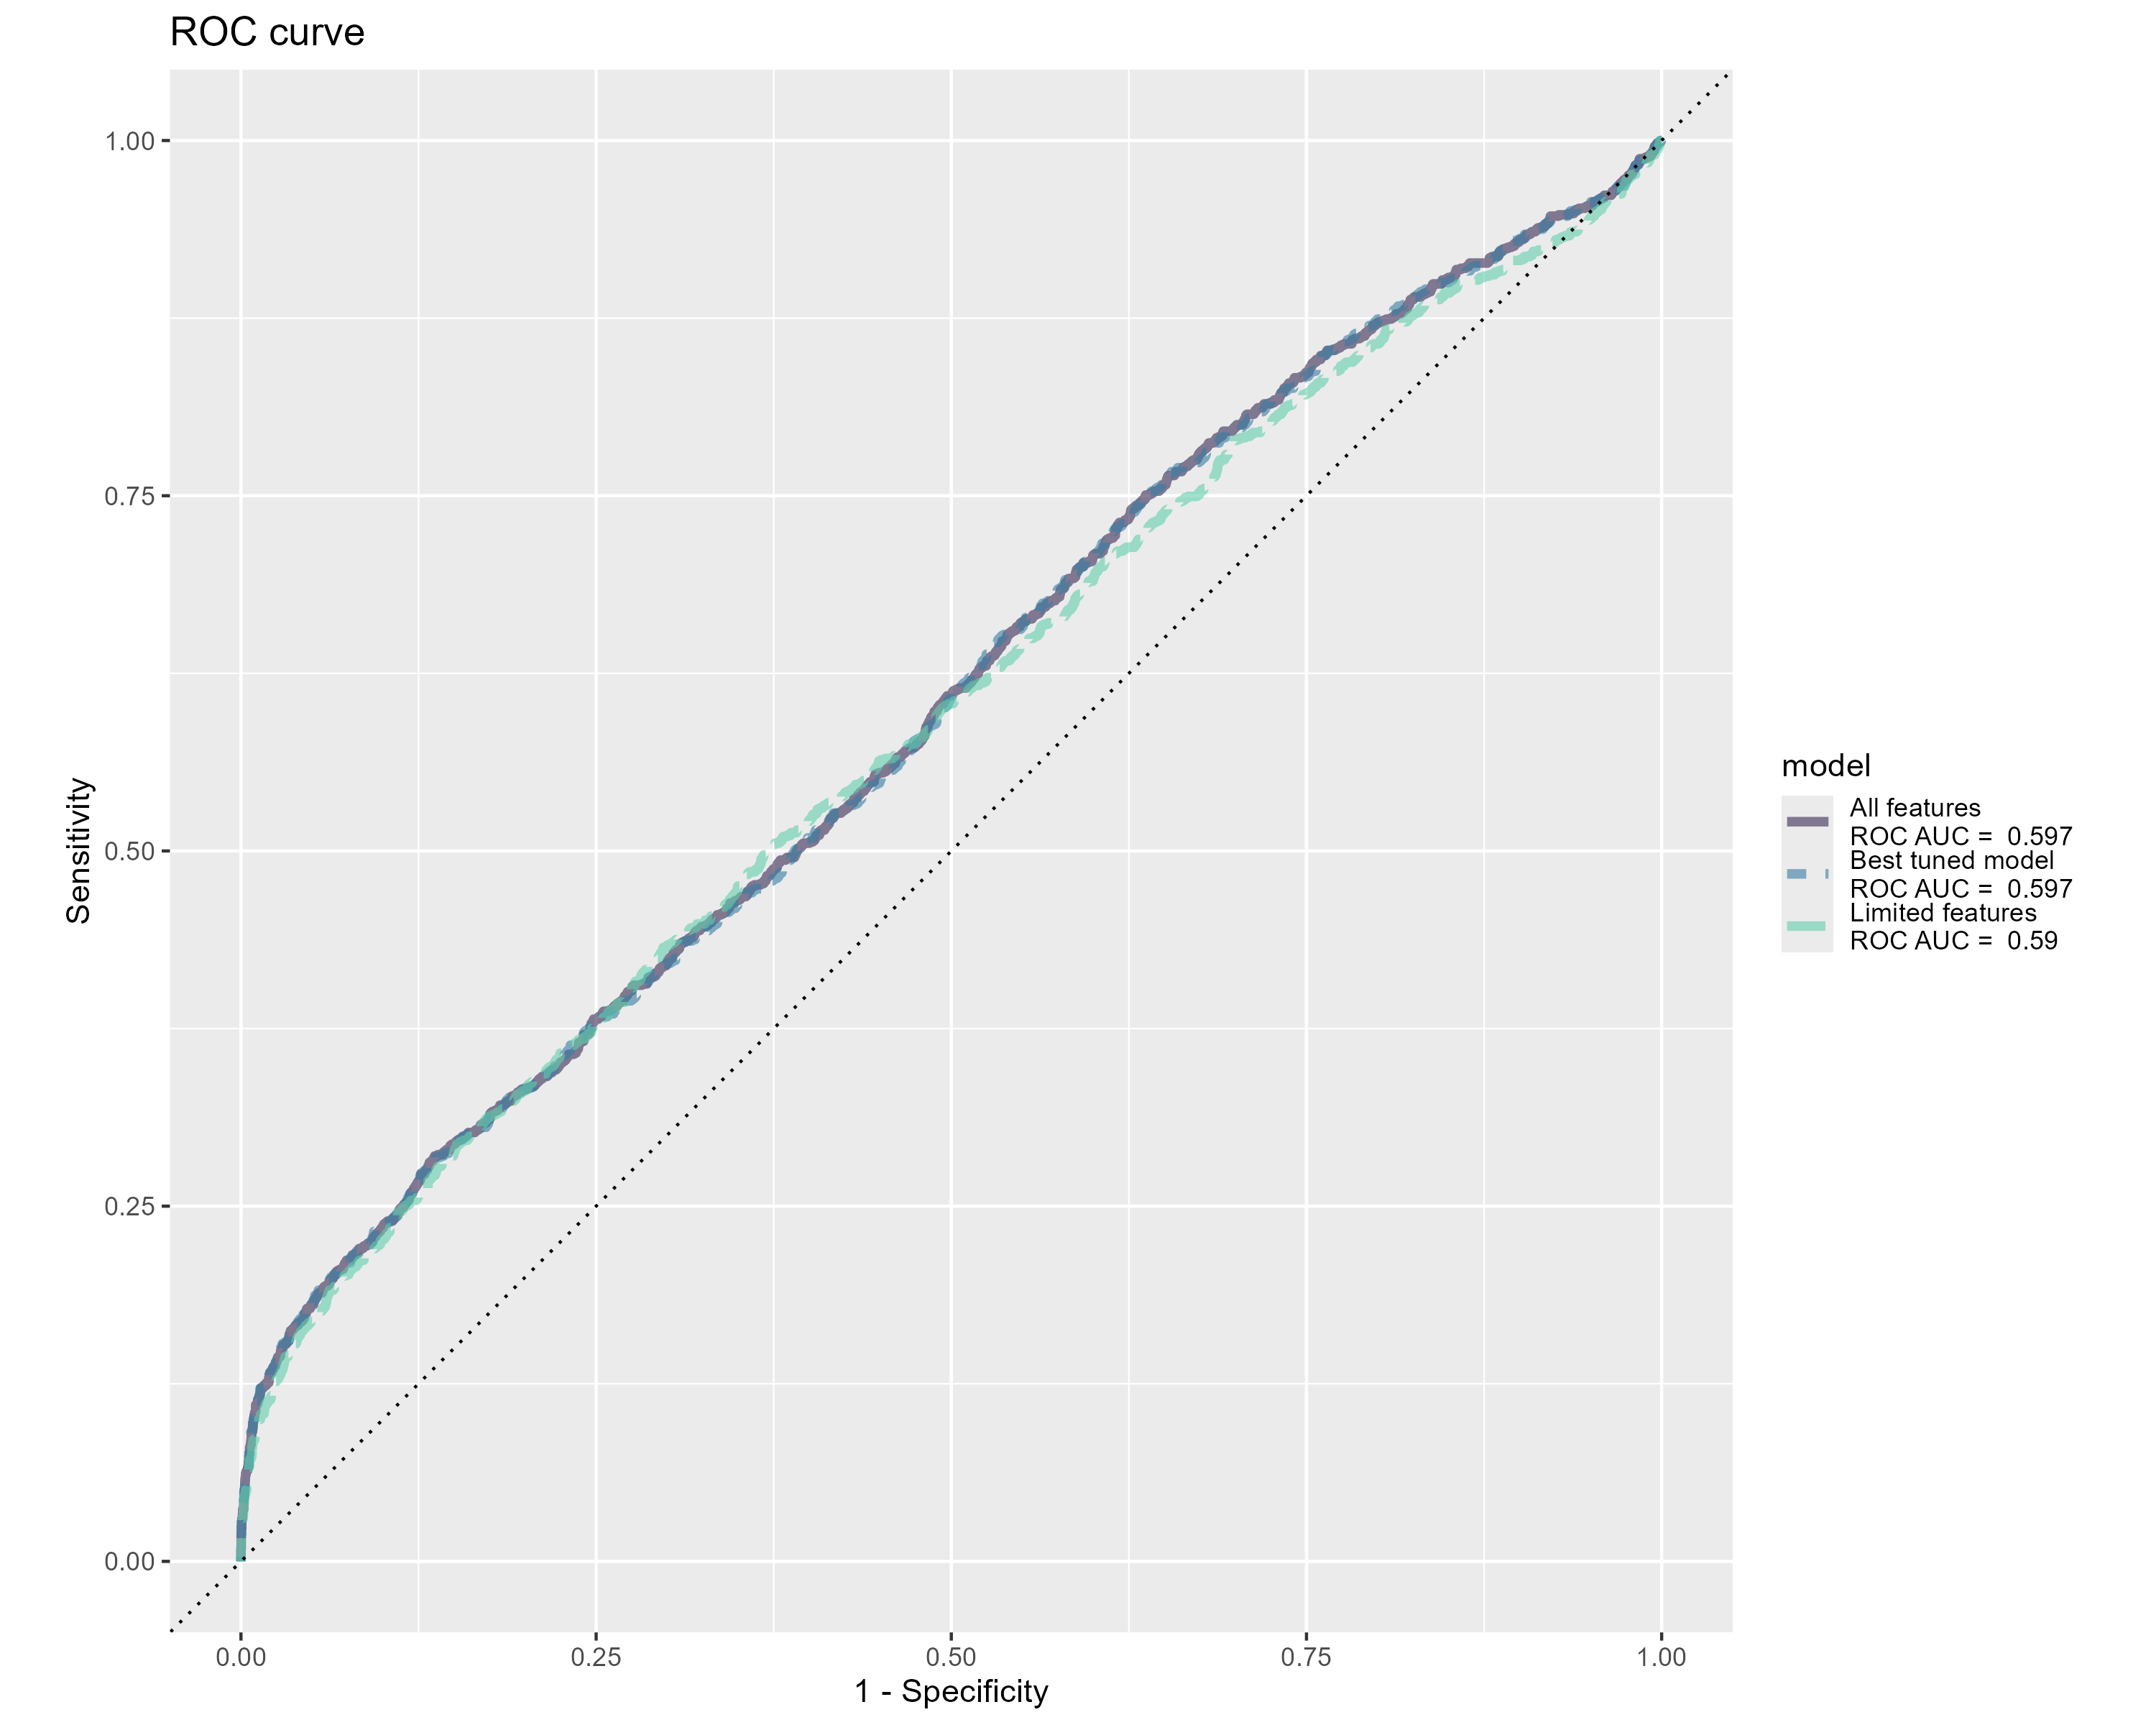 ROC curve
1.00
0.75
0.50
0.25
0.00
Sensitivity
0.00
0.25
0.50
0.75
1.00
1 - Specificity
model
All features
ROC AUC = 0.597
Best tuned model
ROC AUC = 0.597
Limited features
ROC AUC = 0.59